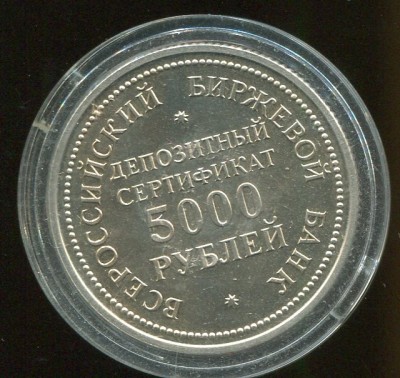 ВСЕРОССИЙСКИЙ БИРЖЕВОЙ БАНК
ДЕПОЗИТНЫЙ
СЕРТИФИКАТ
5000
РУБЛЕЙ